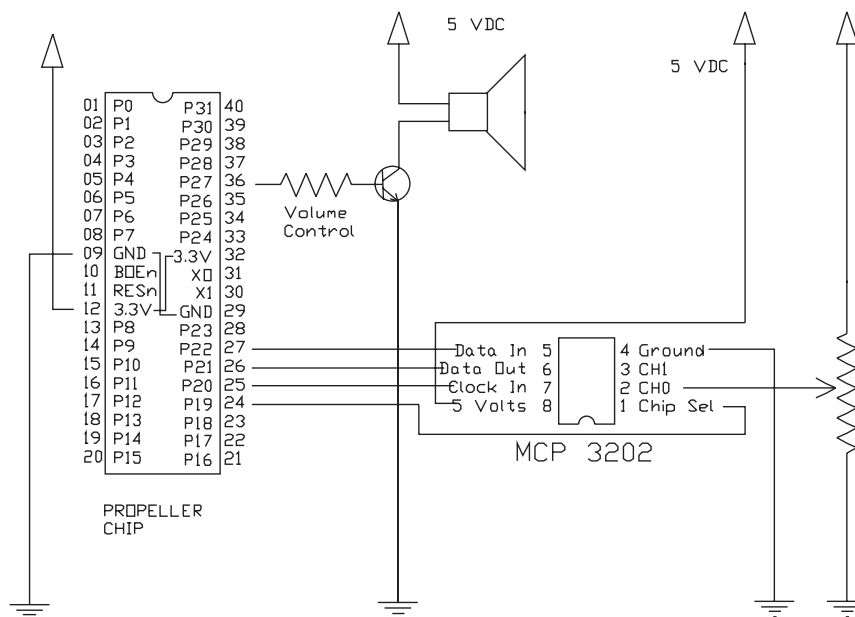 5 VDC
5 VDC
01 P0 P31 40
02 P1 P30 39
03 P2 P29 38
04 P3 P28 37
05 P4 P27 36
06 P5 P26 35
07 P6 P25 34
08 P7 P24 33
09 GND 3.3V 32
10 BOEn X0 31
11 RESn X1 30
12 3.3V GND 29
13 P8 P23 28
14 P9 P22 27
15 P10 P21 26
16 P11 P20 25
17 P12 P19 24
18 P13 P18 23
19 P14 P17 22
20 P15 P16 21
PROPELLER
CHIP
Volume
Control
Data In 5 4 Ground
Data Out 6 3 CH1
Clock In 7 2 CH0
5 Volts 8 1 Chip Sel
MCP 3202